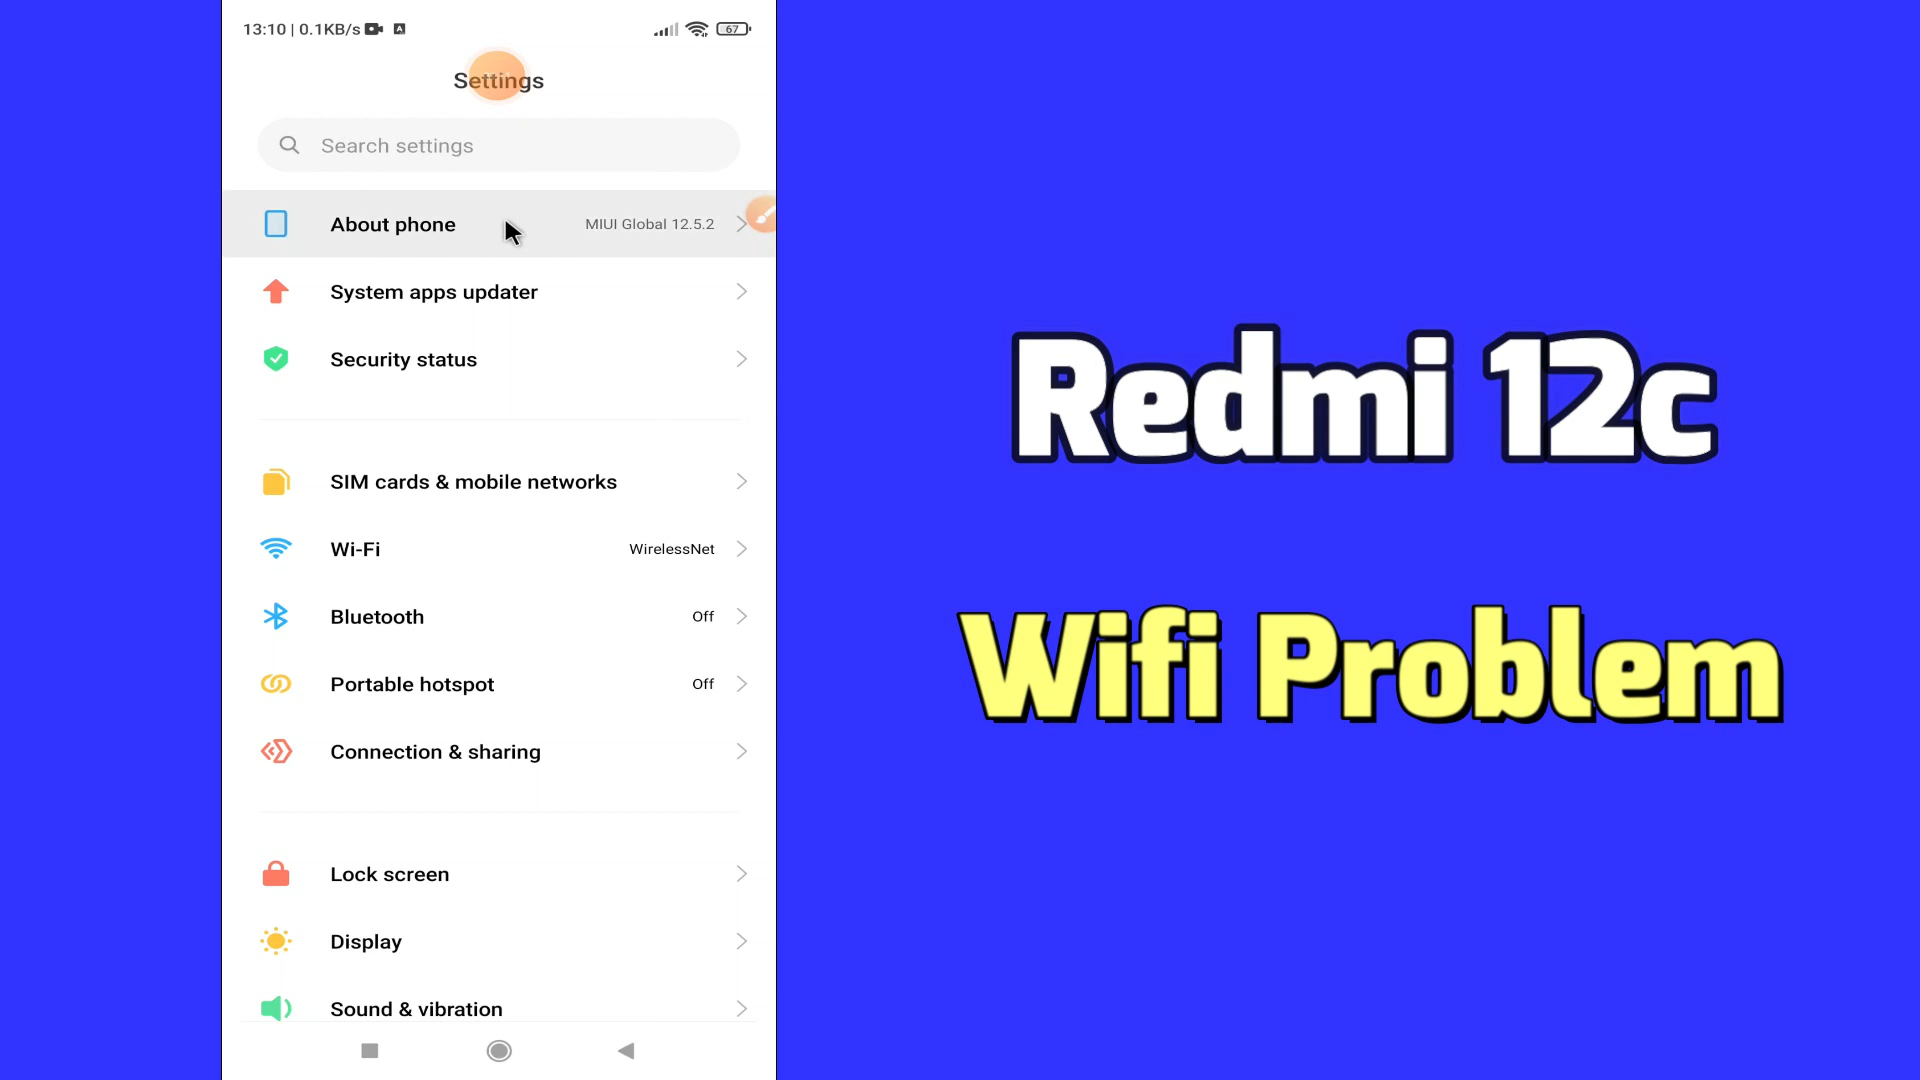 13:10 | 0.1KB/s A 67
Settings
Search settings
About phone MIUI Global 12.5.2
System apps updater
Security status
SIM cards & mobile networks
Wi-Fi WirelessNet
Bluetooth Off
Portable hotspot Off
Connection & sharing
Lock screen
Display
Sound & vibration
Redmi 12c
Wifi Problem